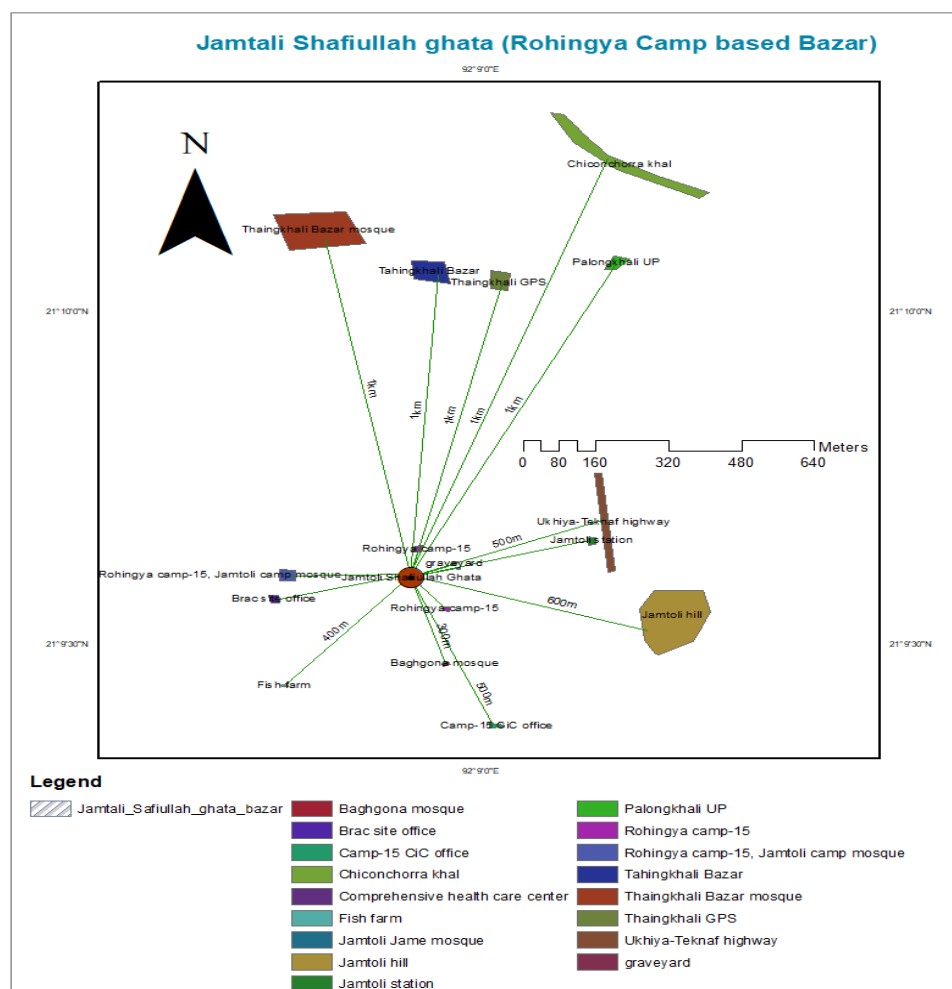 Jamtali Shafiullah ghata (Rohingya Camp based Bazar)
92°9'0"E
N
Chiconchorra khal
Thaingkhali Bazar mosque
Palongkhali UP
Tahingkhali Bazar
Thaingkhali GPS
21°10'0"N
21°10'0"N
1km
1km
1km
1km
1km
Meters
0 80 160 320 480 640
Ukhiya-Teknaf highway
500m
Jamtoli station
Rohingya camp-15
graveyard
Rohingya camp-15, Jamtoli camp mosque
Jamtoli Shafiullah Ghata
Brac site office
Rohingya camp-15
600m
Jamtoli hill
400m
300m
21°9'30"N
21°9'30"N
Baghgona mosque
Fish farm
500m
Camp-15 CiC office
92°9'0"E
Legend
Jamtali_Safiullah_ghata_bazar
Baghgona mosque
Brac site office
Camp-15 CiC office
Chiconchorra khal
Comprehensive health care center
Fish farm
Jamtoli Jame mosque
Jamtoli hill
Jamtoli station
Palongkhali UP
Rohingya camp-15
Rohingya camp-15, Jamtoli camp mosque
Tahingkhali Bazar
Thaingkhali Bazar mosque
Thaingkhali GPS
Ukhiya-Teknaf highway
graveyard